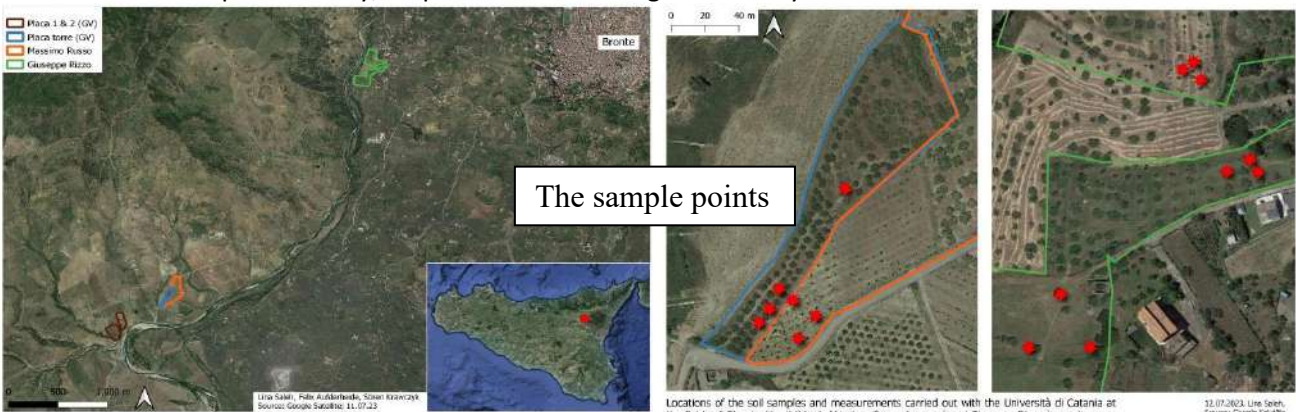 Placa 1 & 2 (GV)
Placa torre (GV)
Massimo Russo
Giuseppe Rizzo
Bronte
0 500 1,000 m
Lina Saleh, Felix Aufderheide, Sören Krawczyk
Source: Google Satellite; 11.07.23
The sample points
0 20 40 m
Locations of the soil samples and measurements carried out with the Università di Catania at
12.07.2023, Lina Saleh,